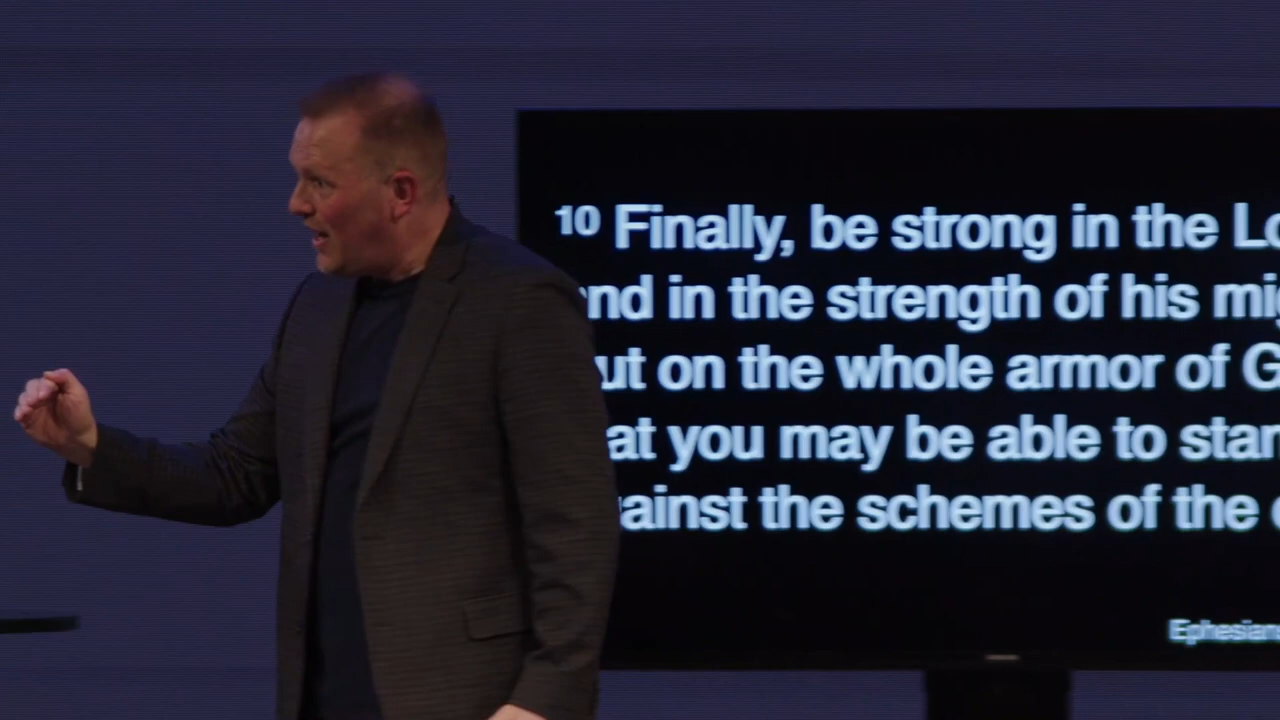 10 Finally, be strong in the Lo
nd in the strength of his mig
ut on the whole armor of G
at you may be able to stan
ainst the schemes of the
Ephesian